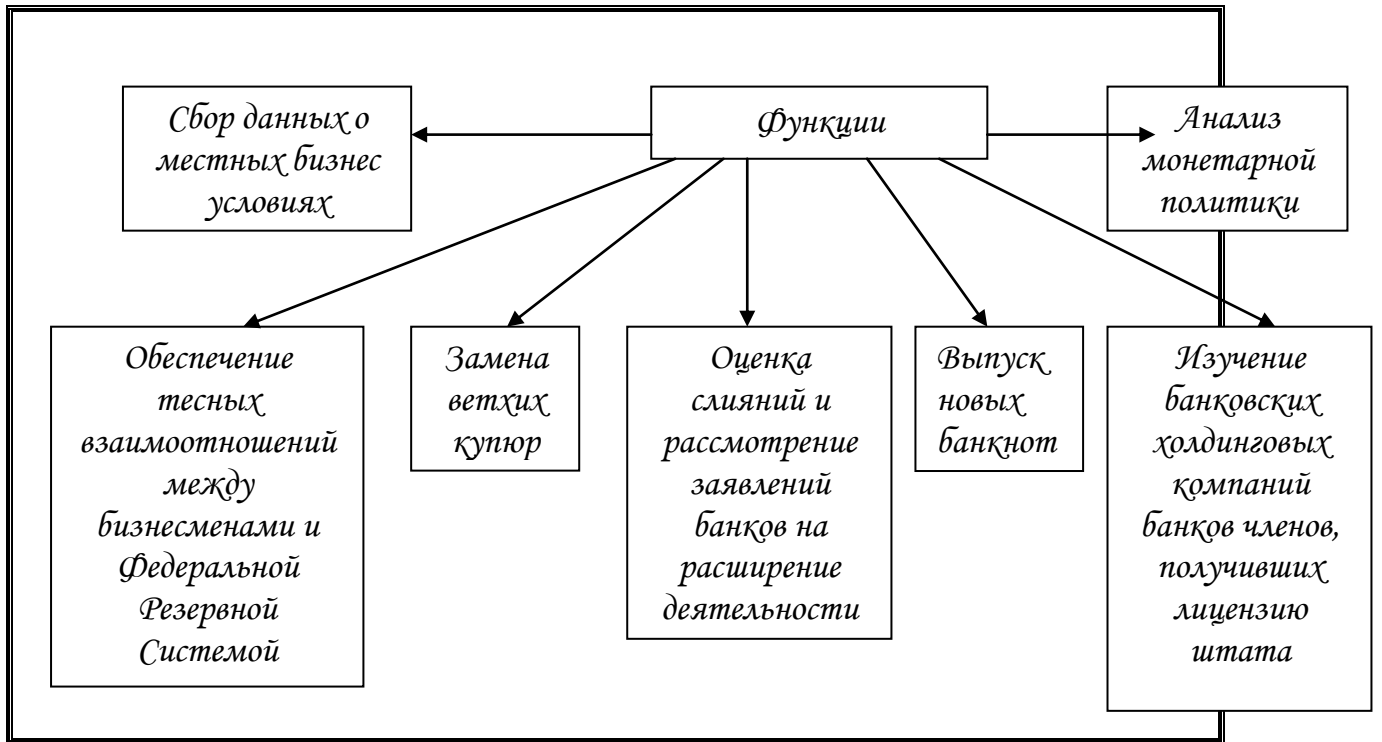 Сбор данных о
местных бизнес
условиях
Функции
Анализ
монетарной
политики
Обеспечение
тесных
взаимоотношений
между
бизнесменами и
Федеральной
Резервной
Системой
Замена
ветхих
купюр
Оценка
слияний и
рассмотрение
заявлений
банков на
расширение
деятельности
Выпуск
новых
банкнот
Изучение
банковских
холдинговых
компаний
банков членов,
получивших
лицензию
штата